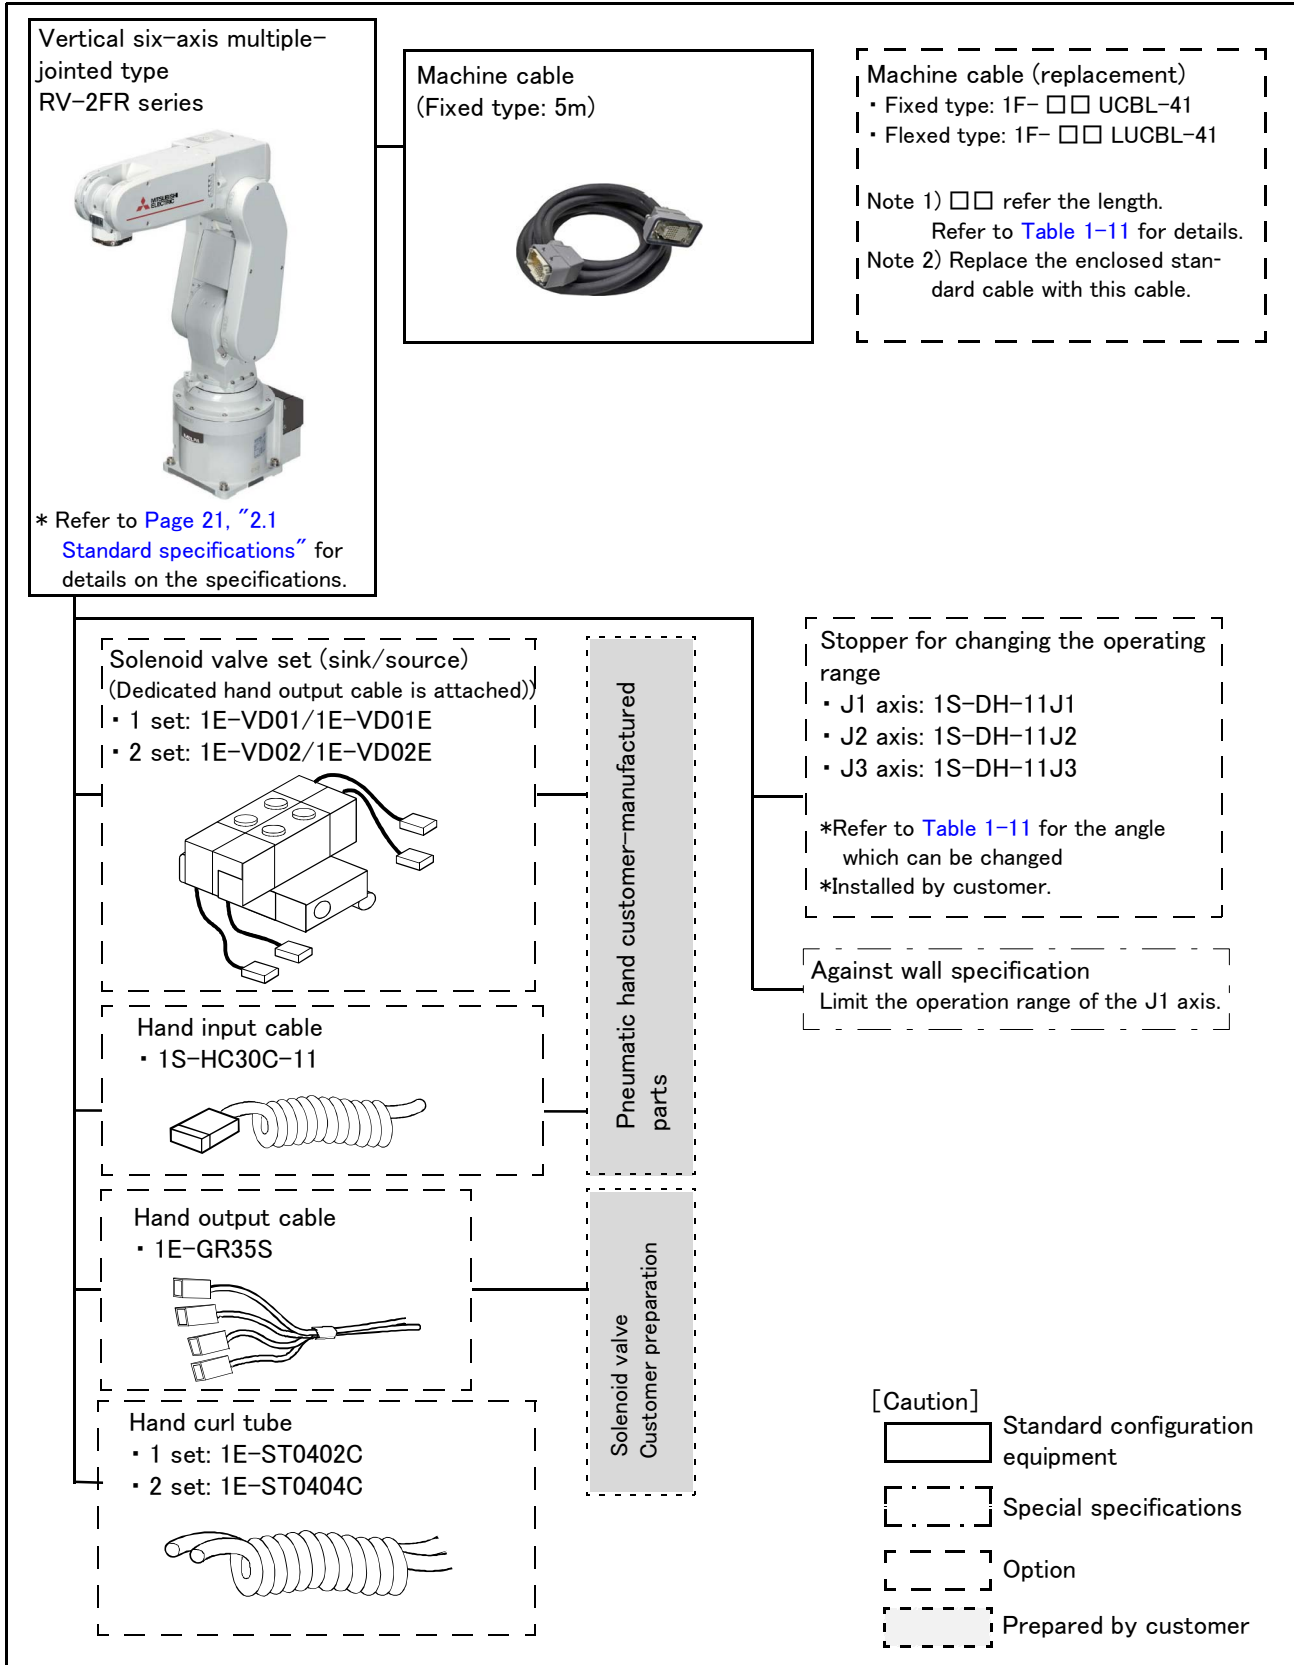 Vertical six-axis multiple-
jointed type
RV-2FR series
MITSUBISHI
ELECTRIC
* Refer to Page 21, "2.1
Standard specifications" for
details on the specifications.
Machine cable
(Fixed type: 5m)
Machine cable (replacement)
・Fixed type: 1F- □□ UCBL-41
・Flexed type: 1F- □□ LUCBL-41
Note 1) □□ refer the length.
Refer to Table 1-11 for details.
Note 2) Replace the enclosed stan-
dard cable with this cable.
Solenoid valve set (sink/source)
(Dedicated hand output cable is attached))
・1 set: 1E-VD01/1E-VD01E
・2 set: 1E-VD02/1E-VD02E
Hand input cable
・1S-HC30C-11
Hand output cable
・1E-GR35S
Hand curl tube
・1 set: 1E-ST0402C
・2 set: 1E-ST0404C
Pneumatic hand customer-manufactured
parts
Solenoid valve
Customer preparation
Stopper for changing the operating
range
・J1 axis: 1S-DH-11J1
・J2 axis: 1S-DH-11J2
・J3 axis: 1S-DH-11J3
*Refer to Table 1-11 for the angle
which can be changed
*Installed by customer.
Against wall specification
Limit the operation range of the J1 axis.
[Caution]
Standard configuration
equipment
Special specifications
Option
Prepared by customer